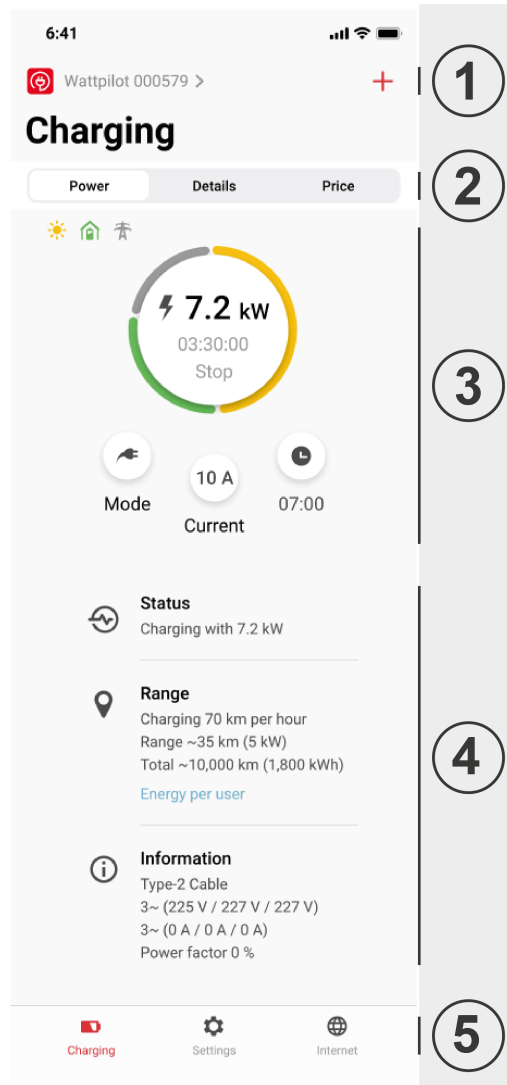 6:41
Wattpilot 000579 >
+
1
Charging
Power Details Price
2
7.2 kW
03:30:00
Stop
3
10 A
Mode
07:00
Current
Status
Charging with 7.2 kW
Range
Charging 70 km per hour
Range ~35 km (5 kW)
Total ~10,000 km (1,800 kWh)
Energy per user
4
Information
Type-2 Cable
3~ (225 V / 227 V / 227 V)
3~ (0 A / 0 A / 0 A)
Power factor 0 %
Charging Settings Internet
5